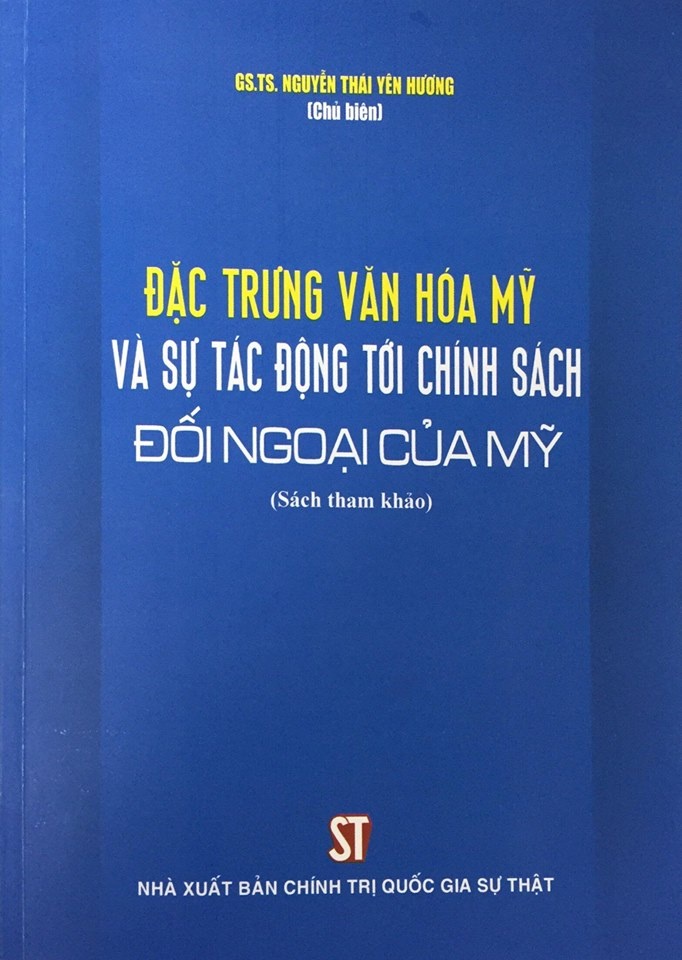 GS.TS. NGUYỄN THÁI YÊN HƯƠNG
(Chủ biên)
ĐẶC TRƯNG VĂN HÓA MỸ
VÀ SỰ TÁC ĐỘNG TỚI CHÍNH SÁCH
ĐỐI NGOẠI CỦA MỸ
(Sách tham khảo)
ST
NHÀ XUẤT BẢN CHÍNH TRỊ QUỐC GIA SỰ THẬT